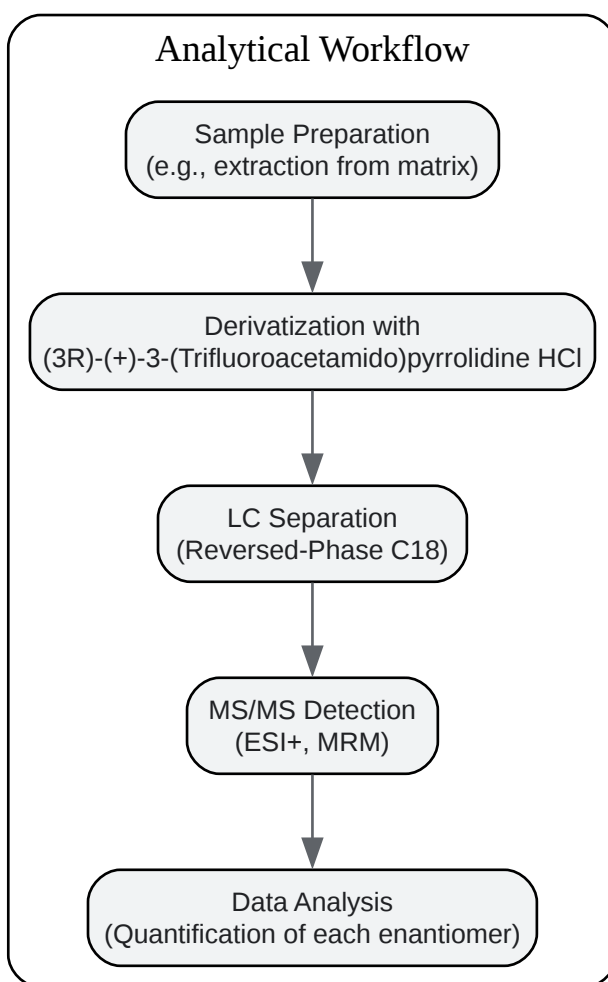 Analytical Workflow
Sample Preparation
(e.g., extraction from matrix)
Derivatization with
(3R)-(+)-3-(Trifluoroacetamido)pyrrolidine HCl
LC Separation
(Reversed-Phase C18)
MS/MS Detection
(ESI+, MRM)
Data Analysis
(Quantification of each enantiomer)